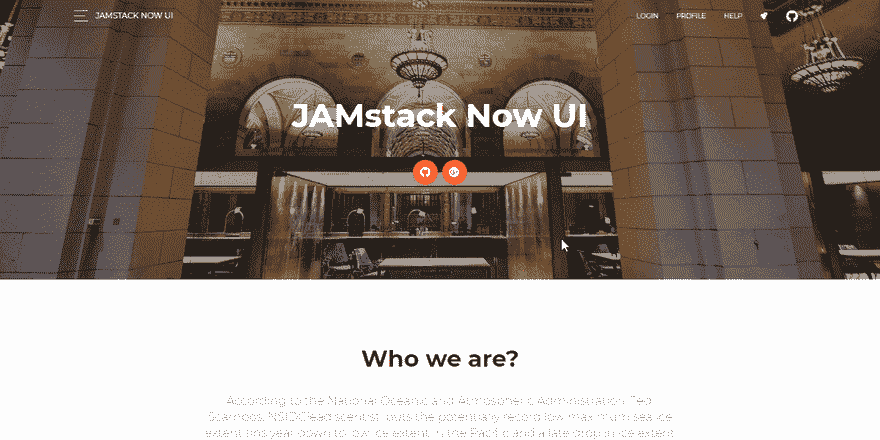 JAMSTACK NOW UI
LOGIN PROFILE HELP
JAMstack Now UI
Who we are?
According to the National Oceanic and Atmospheric Administration, Ted
Scambos, NSIDC lead scientist, puts the potentially record low maximum sea ice
extent this year down to low ice extent in the Pacific and a late drop in ice extent